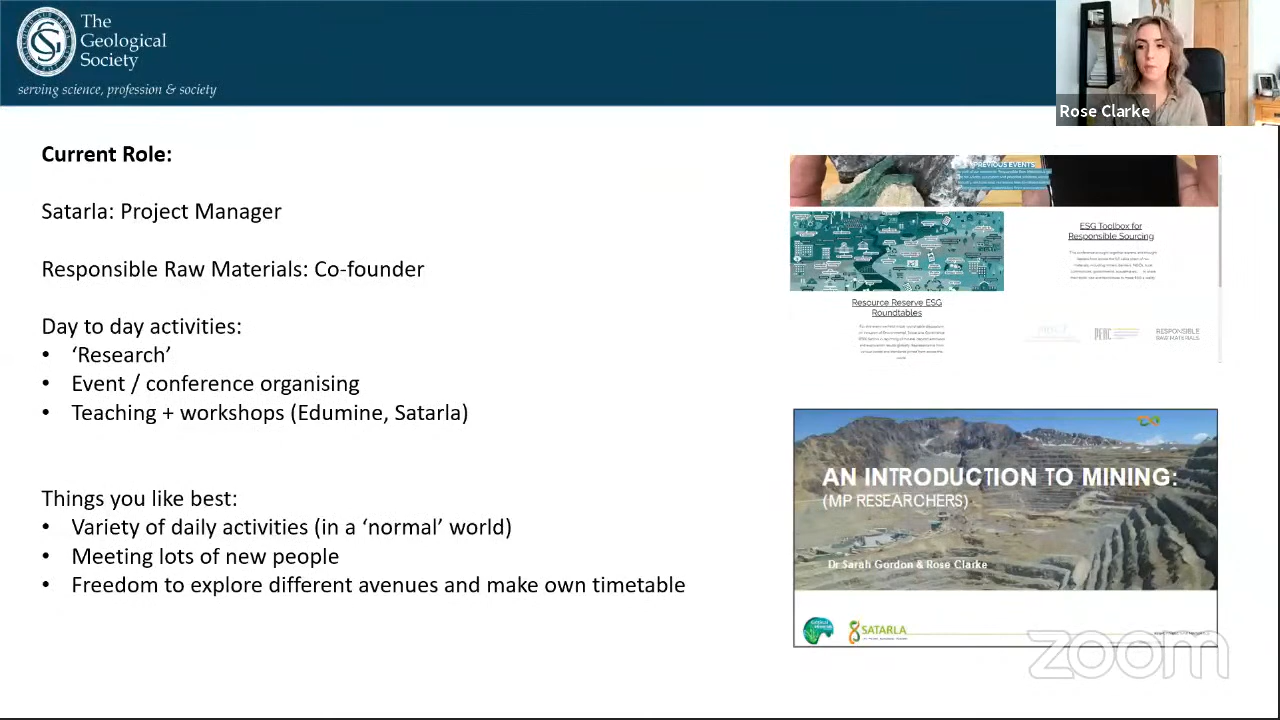 The
Geological
Society
serving science, profession & society
Rose Clarke
Current Role:
Satarla: Project Manager
Responsible Raw Materials: Co-founder
Day to day activities:
• ‘Research’
• Event / conference organising
• Teaching + workshops (Edumine, Satarla)
Things you like best:
• Variety of daily activities (in a ‘normal’ world)
• Meeting lots of new people
• Freedom to explore different avenues and make own timetable
PREVIOUS EVENTS
ESG Toolbox for
Responsible Sourcing
Resource Reserve ESG
Roundtables
RESPONSIBLE
RAW MATERIALS
AN INTRODUCTION TO MINING:
(MP RESEARCHERS)
Dr Sarah Gordon & Rose Clarke
SATARLA
zoom